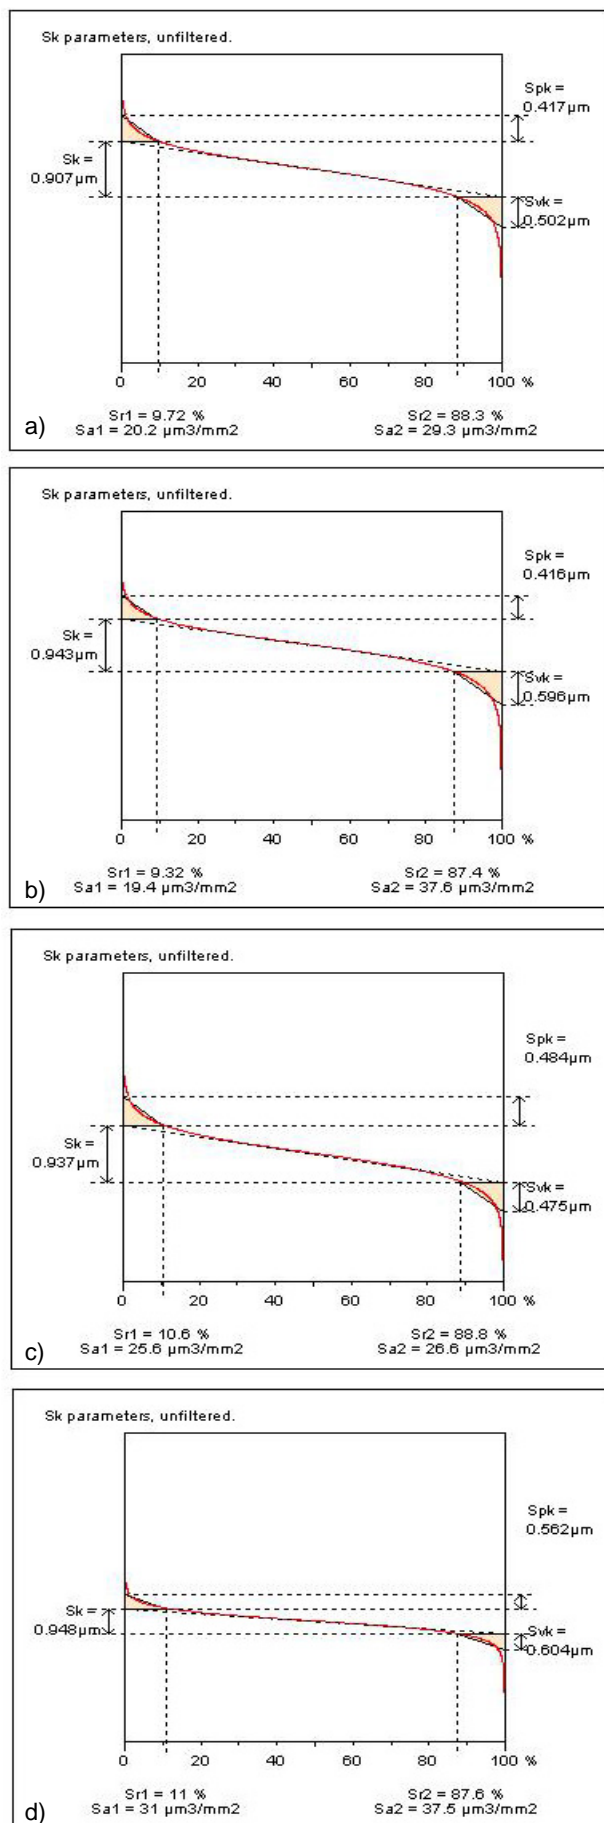 Sk parameters, unfiltered.
Spk =
0.417µm
Sk =
0.907µm
Svk =
0.502µm
0 20 40 60 80 100 %
Sr1 = 9.72 % Sr2 = 88.3 %
a) Sa1 = 20.2 µm3/mm2 Sa2 = 29.3 µm3/mm2
Sk parameters, unfiltered.
Spk =
0.416µm
Sk =
0.943µm
Svk =
0.596µm
0 20 40 60 80 100 %
Sr1 = 9.32 % Sr2 = 87.4 %
b) Sa1 = 19.4 µm3/mm2 Sa2 = 37.6 µm3/mm2
Sk parameters, unfiltered.
Spk =
0.484µm
Sk =
0.937µm
Svk =
0.475µm
0 20 40 60 80 100 %
Sr1 = 10.6 % Sr2 = 88.8 %
c) Sa1 = 25.6 µm3/mm2 Sa2 = 26.6 µm3/mm2
Sk parameters, unfiltered.
Spk =
0.562µm
Sk =
0.948µm
Svk =
0.604µm
0 20 40 60 80 100 %
Sr1 = 11 % Sr2 = 87.6 %
d) Sa1 = 31 µm3/mm2 Sa2 = 37.5 µm3/mm2